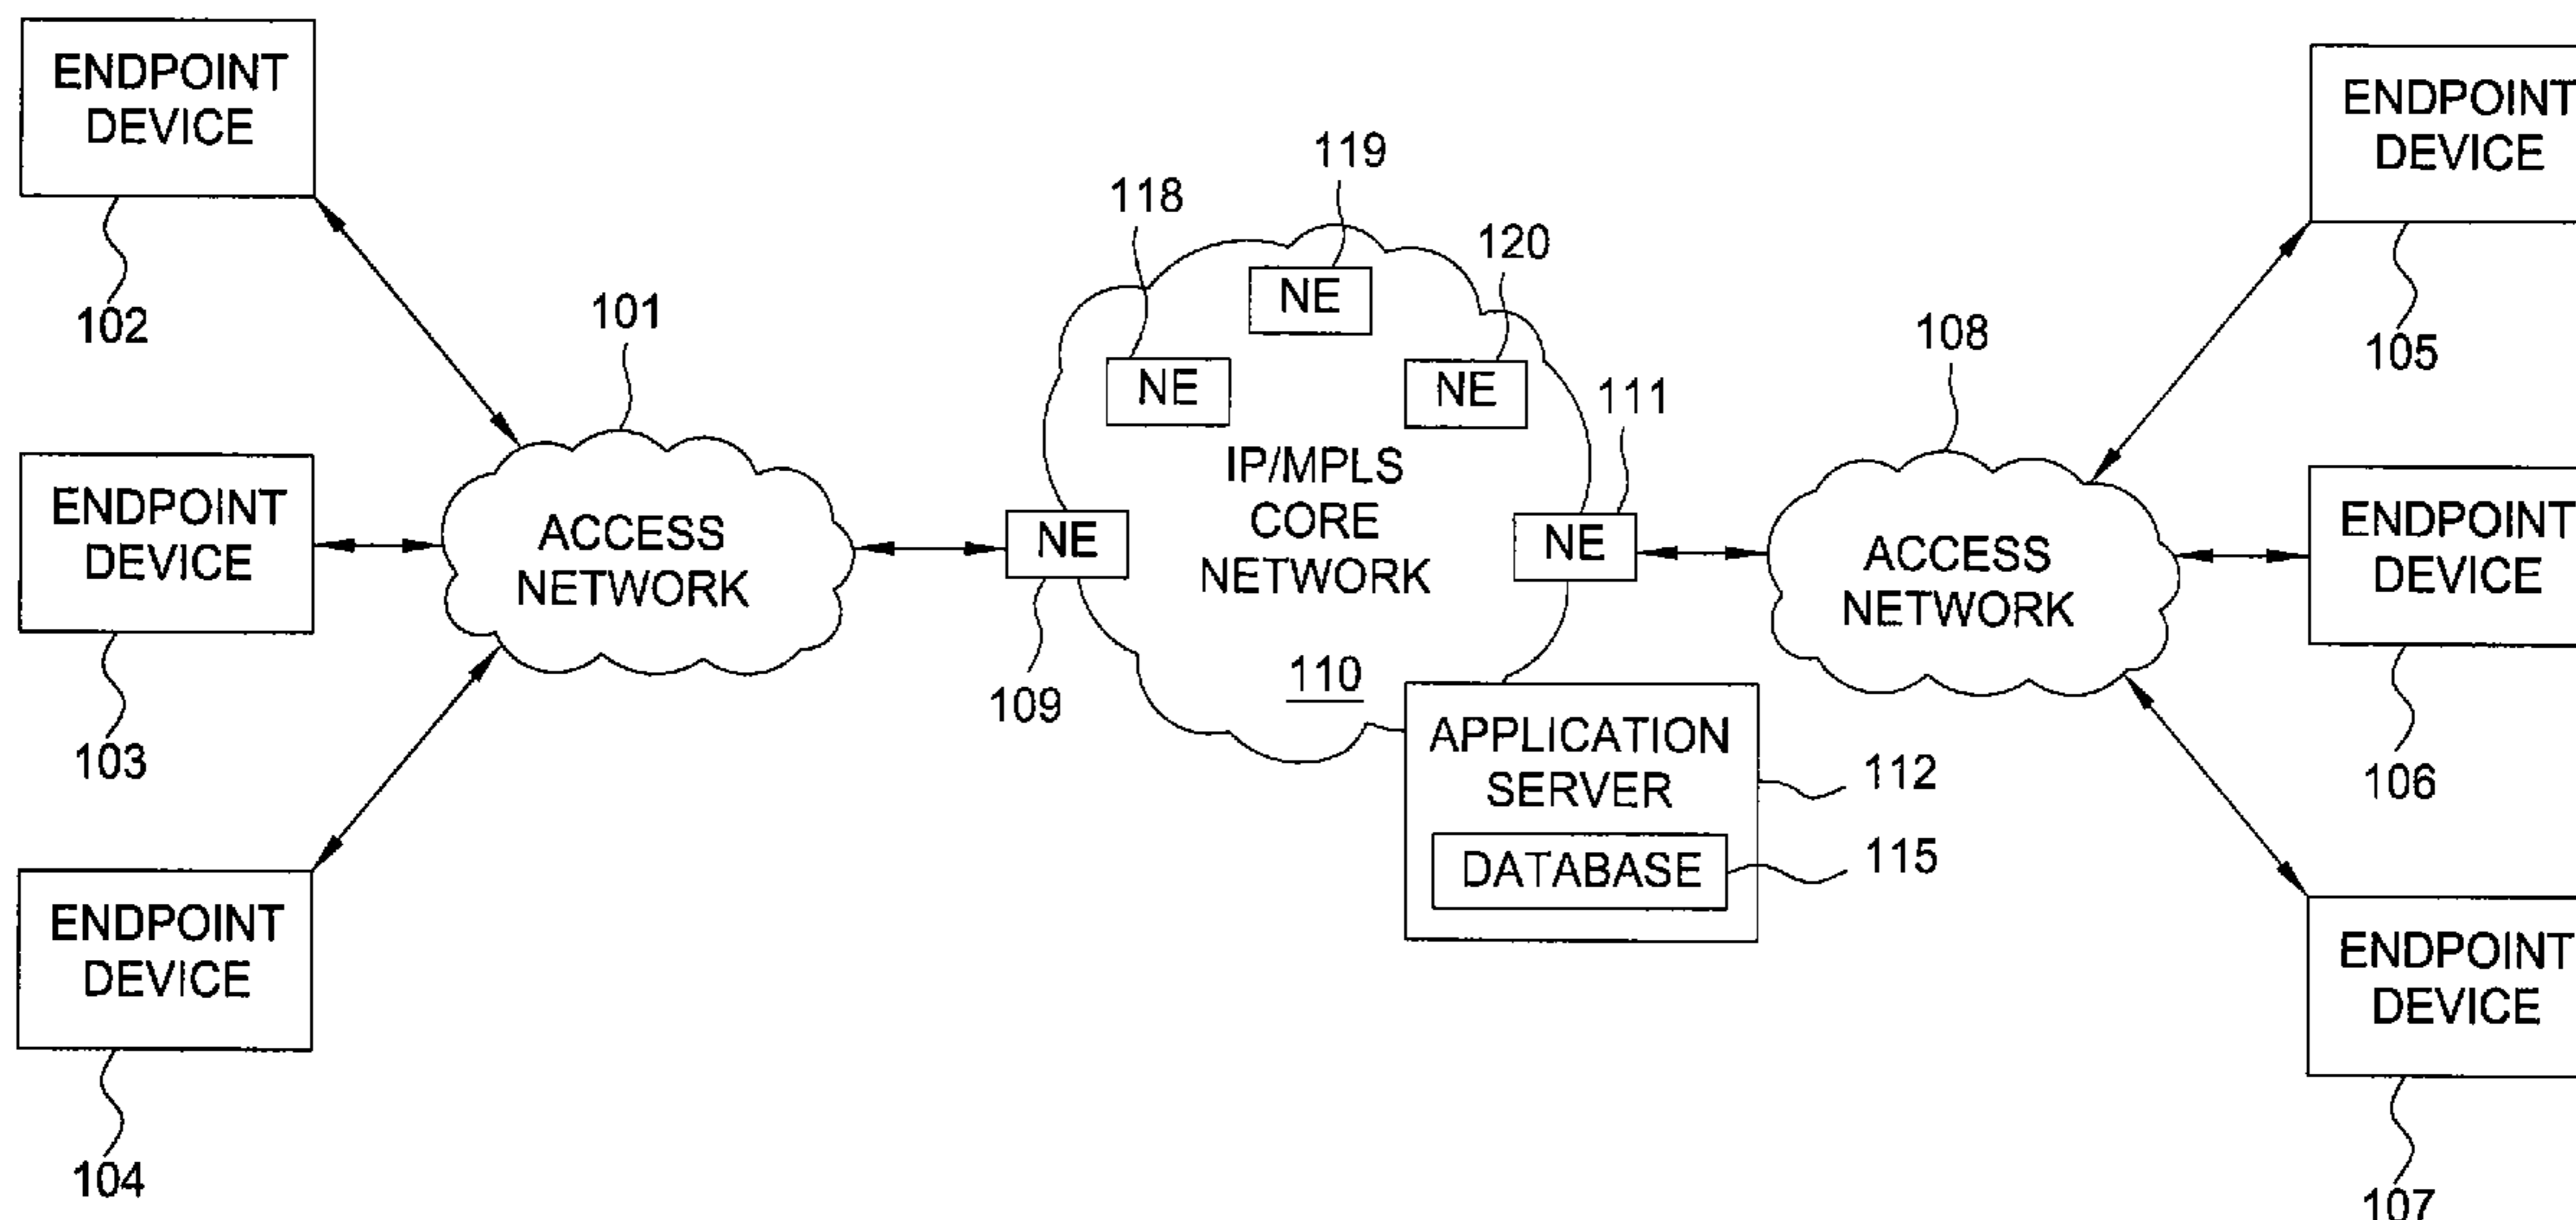 ENDPOINT
DEVICE
102
ENDPOINT
DEVICE
103
ENDPOINT
DEVICE
104
101
ACCESS
NETWORK
118
119
120
NE
NE
NE
111
IP/MPLS
CORE
NETWORK
NE
NE
109
110
APPLICATION
SERVER
112
DATABASE
115
108
ACCESS
NETWORK
ENDPOINT
DEVICE
105
ENDPOINT
DEVICE
106
ENDPOINT
DEVICE
107